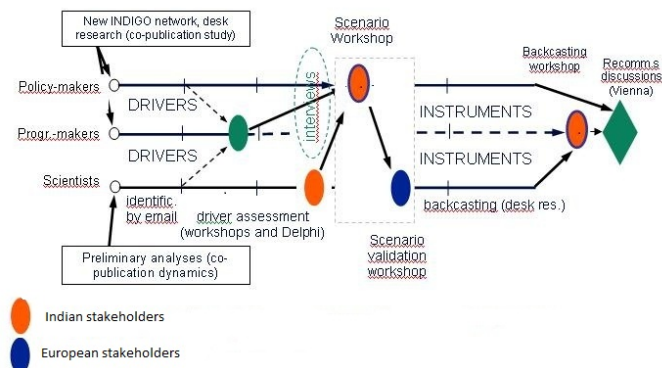 New INDIGO network, desk
research (co-publication study)
Scenario
Workshop
Backcasting
workshop
Recomm.s
discussions
(Vienna)
Policy-makers
DRIVERS
Interviews
INSTRUMENTS
Progr.-makers
DRIVERS
INSTRUMENTS
Scientists
identific.
by email
driver assessment
(workshops and Delphi)
backcasting (desk res.)
Scenario
validation
workshop
Preliminary analyses (co-
publication dynamics)
Indian stakeholders
European stakeholders